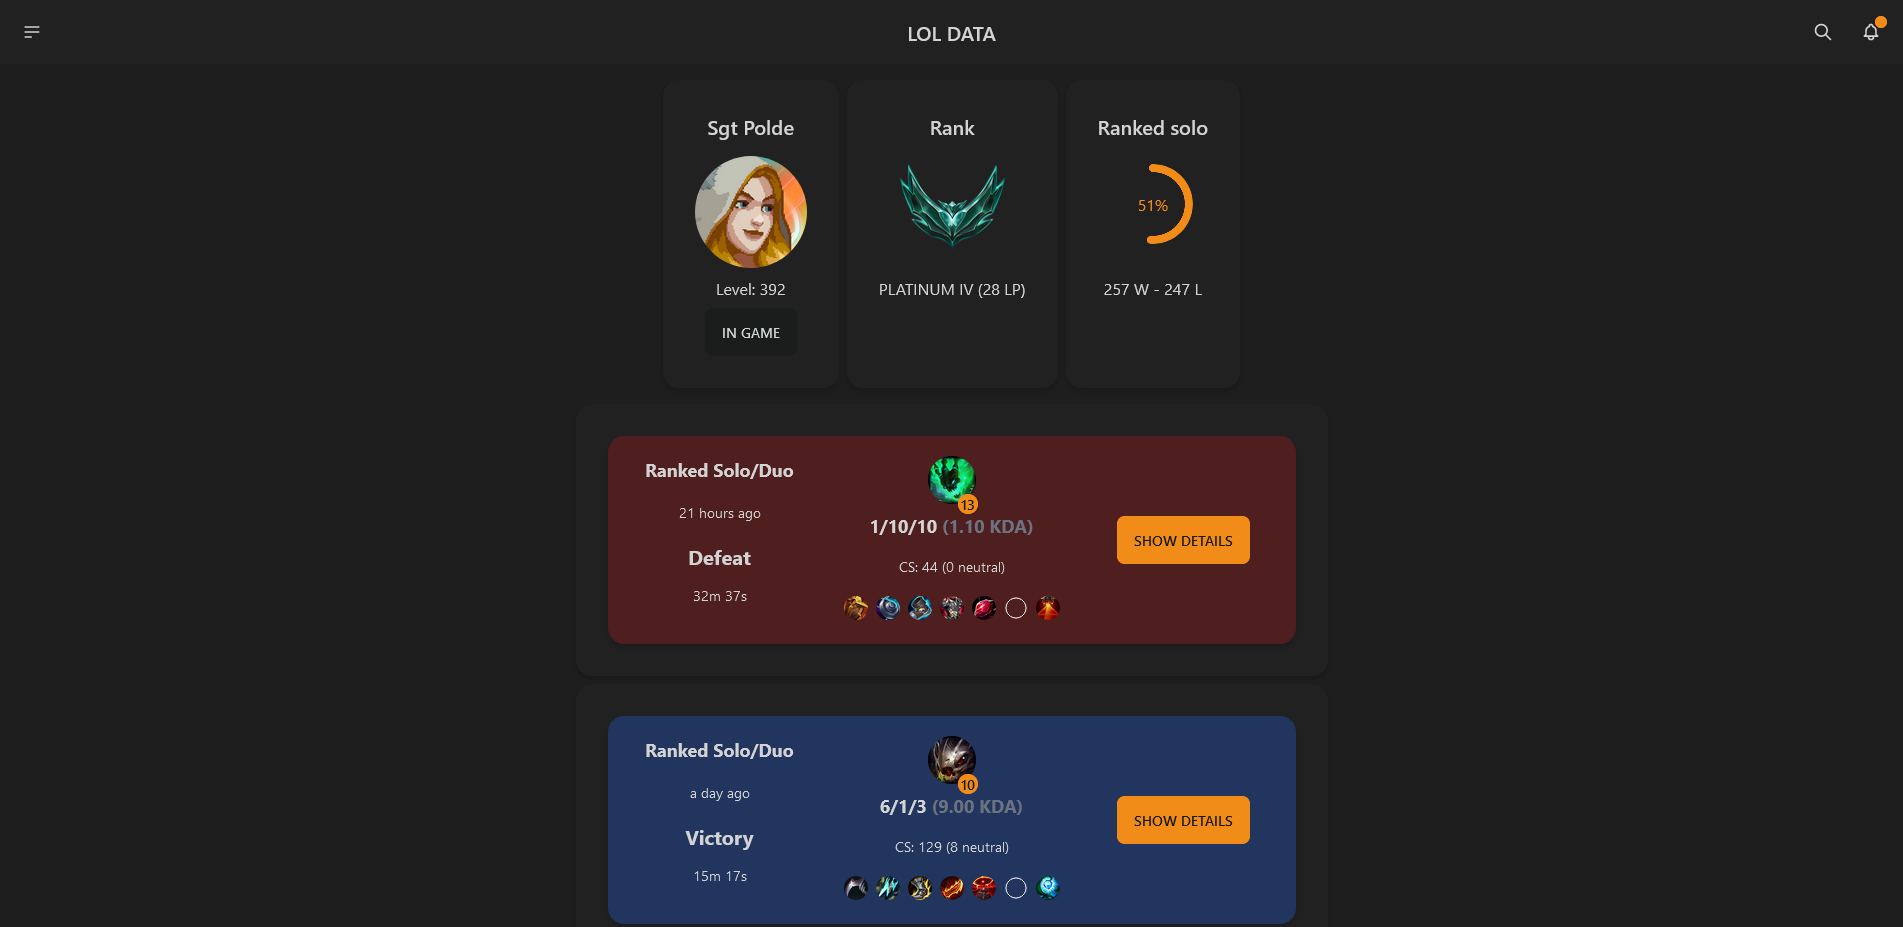 LOL DATA
Sgt Polde
Level: 392
IN GAME
Rank
PLATINUM IV (28 LP)
Ranked solo
51%
257 W - 247 L
Ranked Solo/Duo
21 hours ago
Defeat
32m 37s
13
1/10/10 (1.10 KDA)
CS: 44 (0 neutral)
SHOW DETAILS
Ranked Solo/Duo
a day ago
Victory
15m 17s
10
6/1/3 (9.00 KDA)
CS: 129 (8 neutral)
SHOW DETAILS